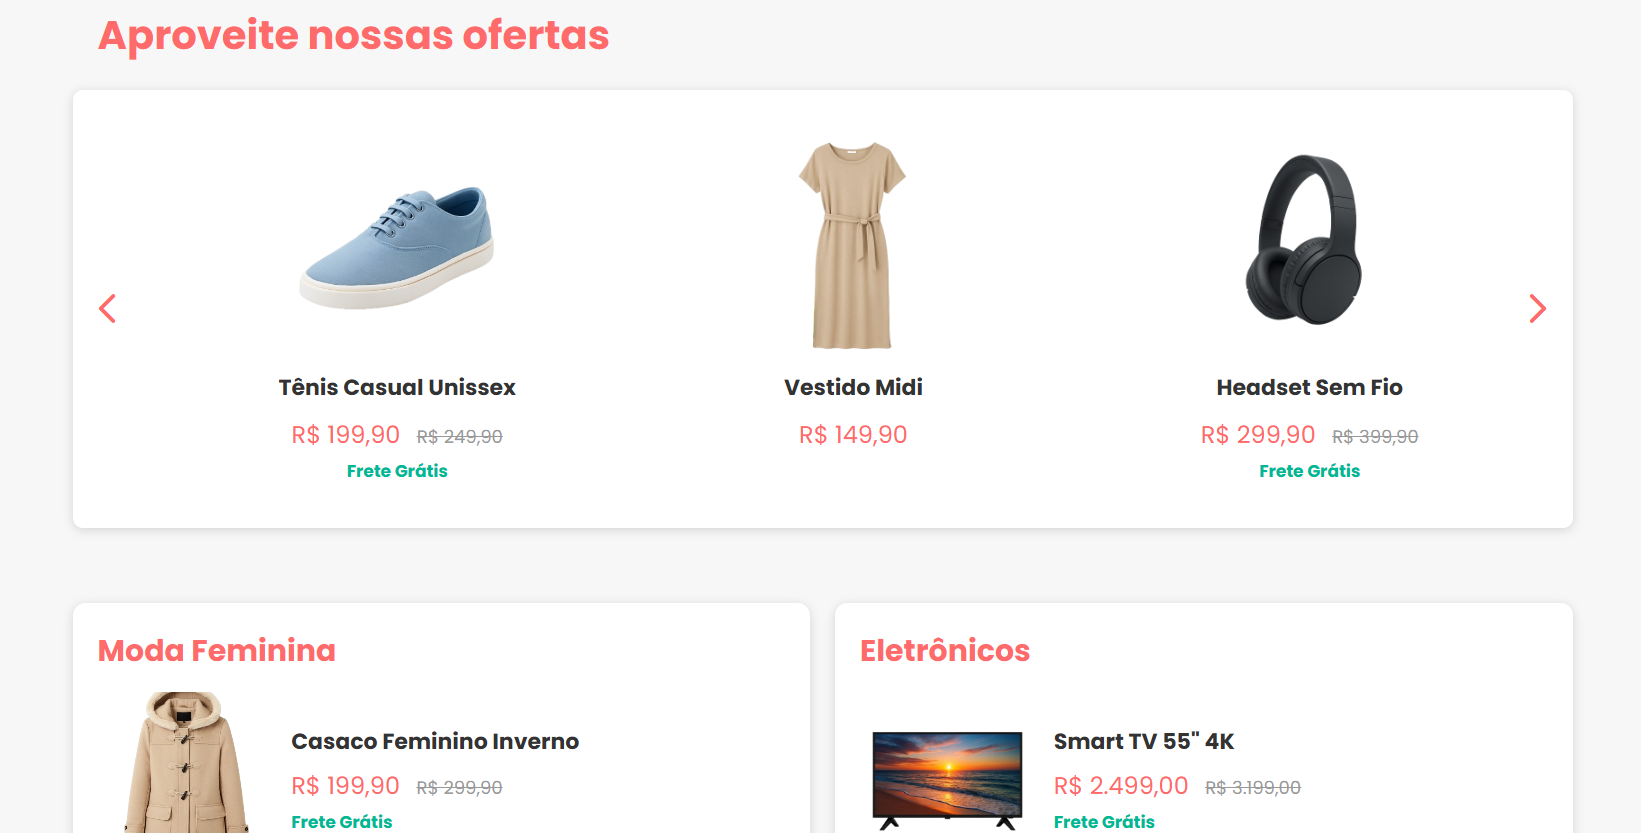 Aproveite nossas ofertas
Tênis Casual Unissex
R$ 199,90 R$ 249,90
Frete Grátis
Vestido Midi
R$ 149,90
Headset Sem Fio
R$ 299,90 R$ 399,90
Frete Grátis
Moda Feminina
Casaco Feminino Inverno
R$ 199,90 R$ 299,90
Frete Grátis
Eletrônicos
Smart TV 55" 4K
R$ 2.499,00 R$ 3.199,00
Frete Grátis